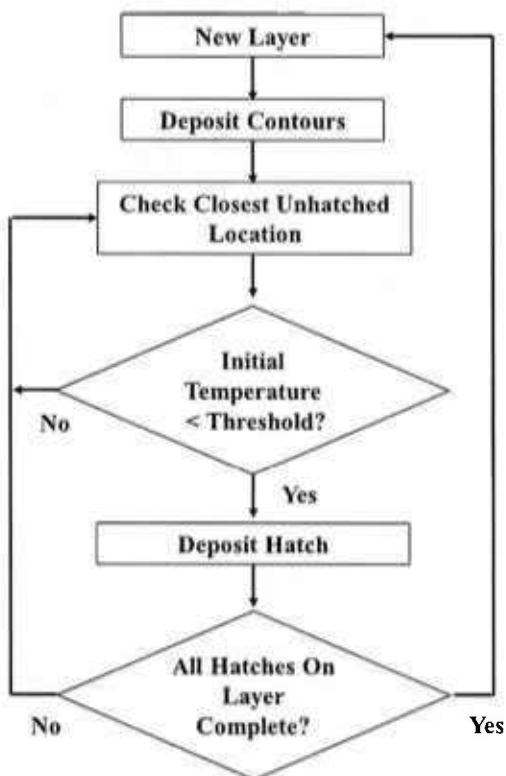 New Layer
Deposit Contours
Check Closest Unhatched
Location
Initial
Temperature
< Threshold?
No
Yes
Deposit Hatch
All Hatches On
Layer
Complete?
No
Yes